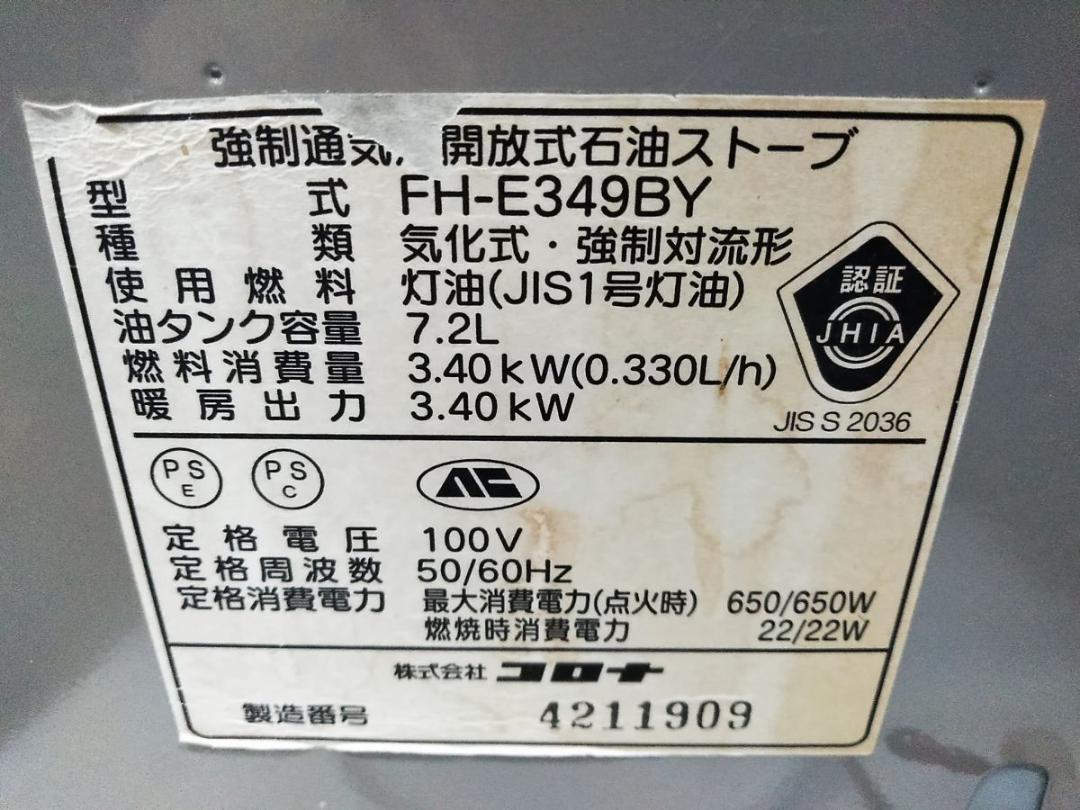 強制通気 開放式石油ストーブ
型式 FH-E349BY
種類 気化式・強制対流形
使用燃料 灯油(JIS1号灯油)
油タンク容量 7.2L
燃料消費量 3.40kW(0.330L/h)
暖房出力 3.40kW
認証
JHIA
JIS S 2036
PS E PS C
定格電圧 100V
定格周波数 50/60Hz
定格消費電力 最大消費電力(点火時) 650/650W
燃焼時消費電力 22/22W
株式会社 コロナ
製造番号 4211909